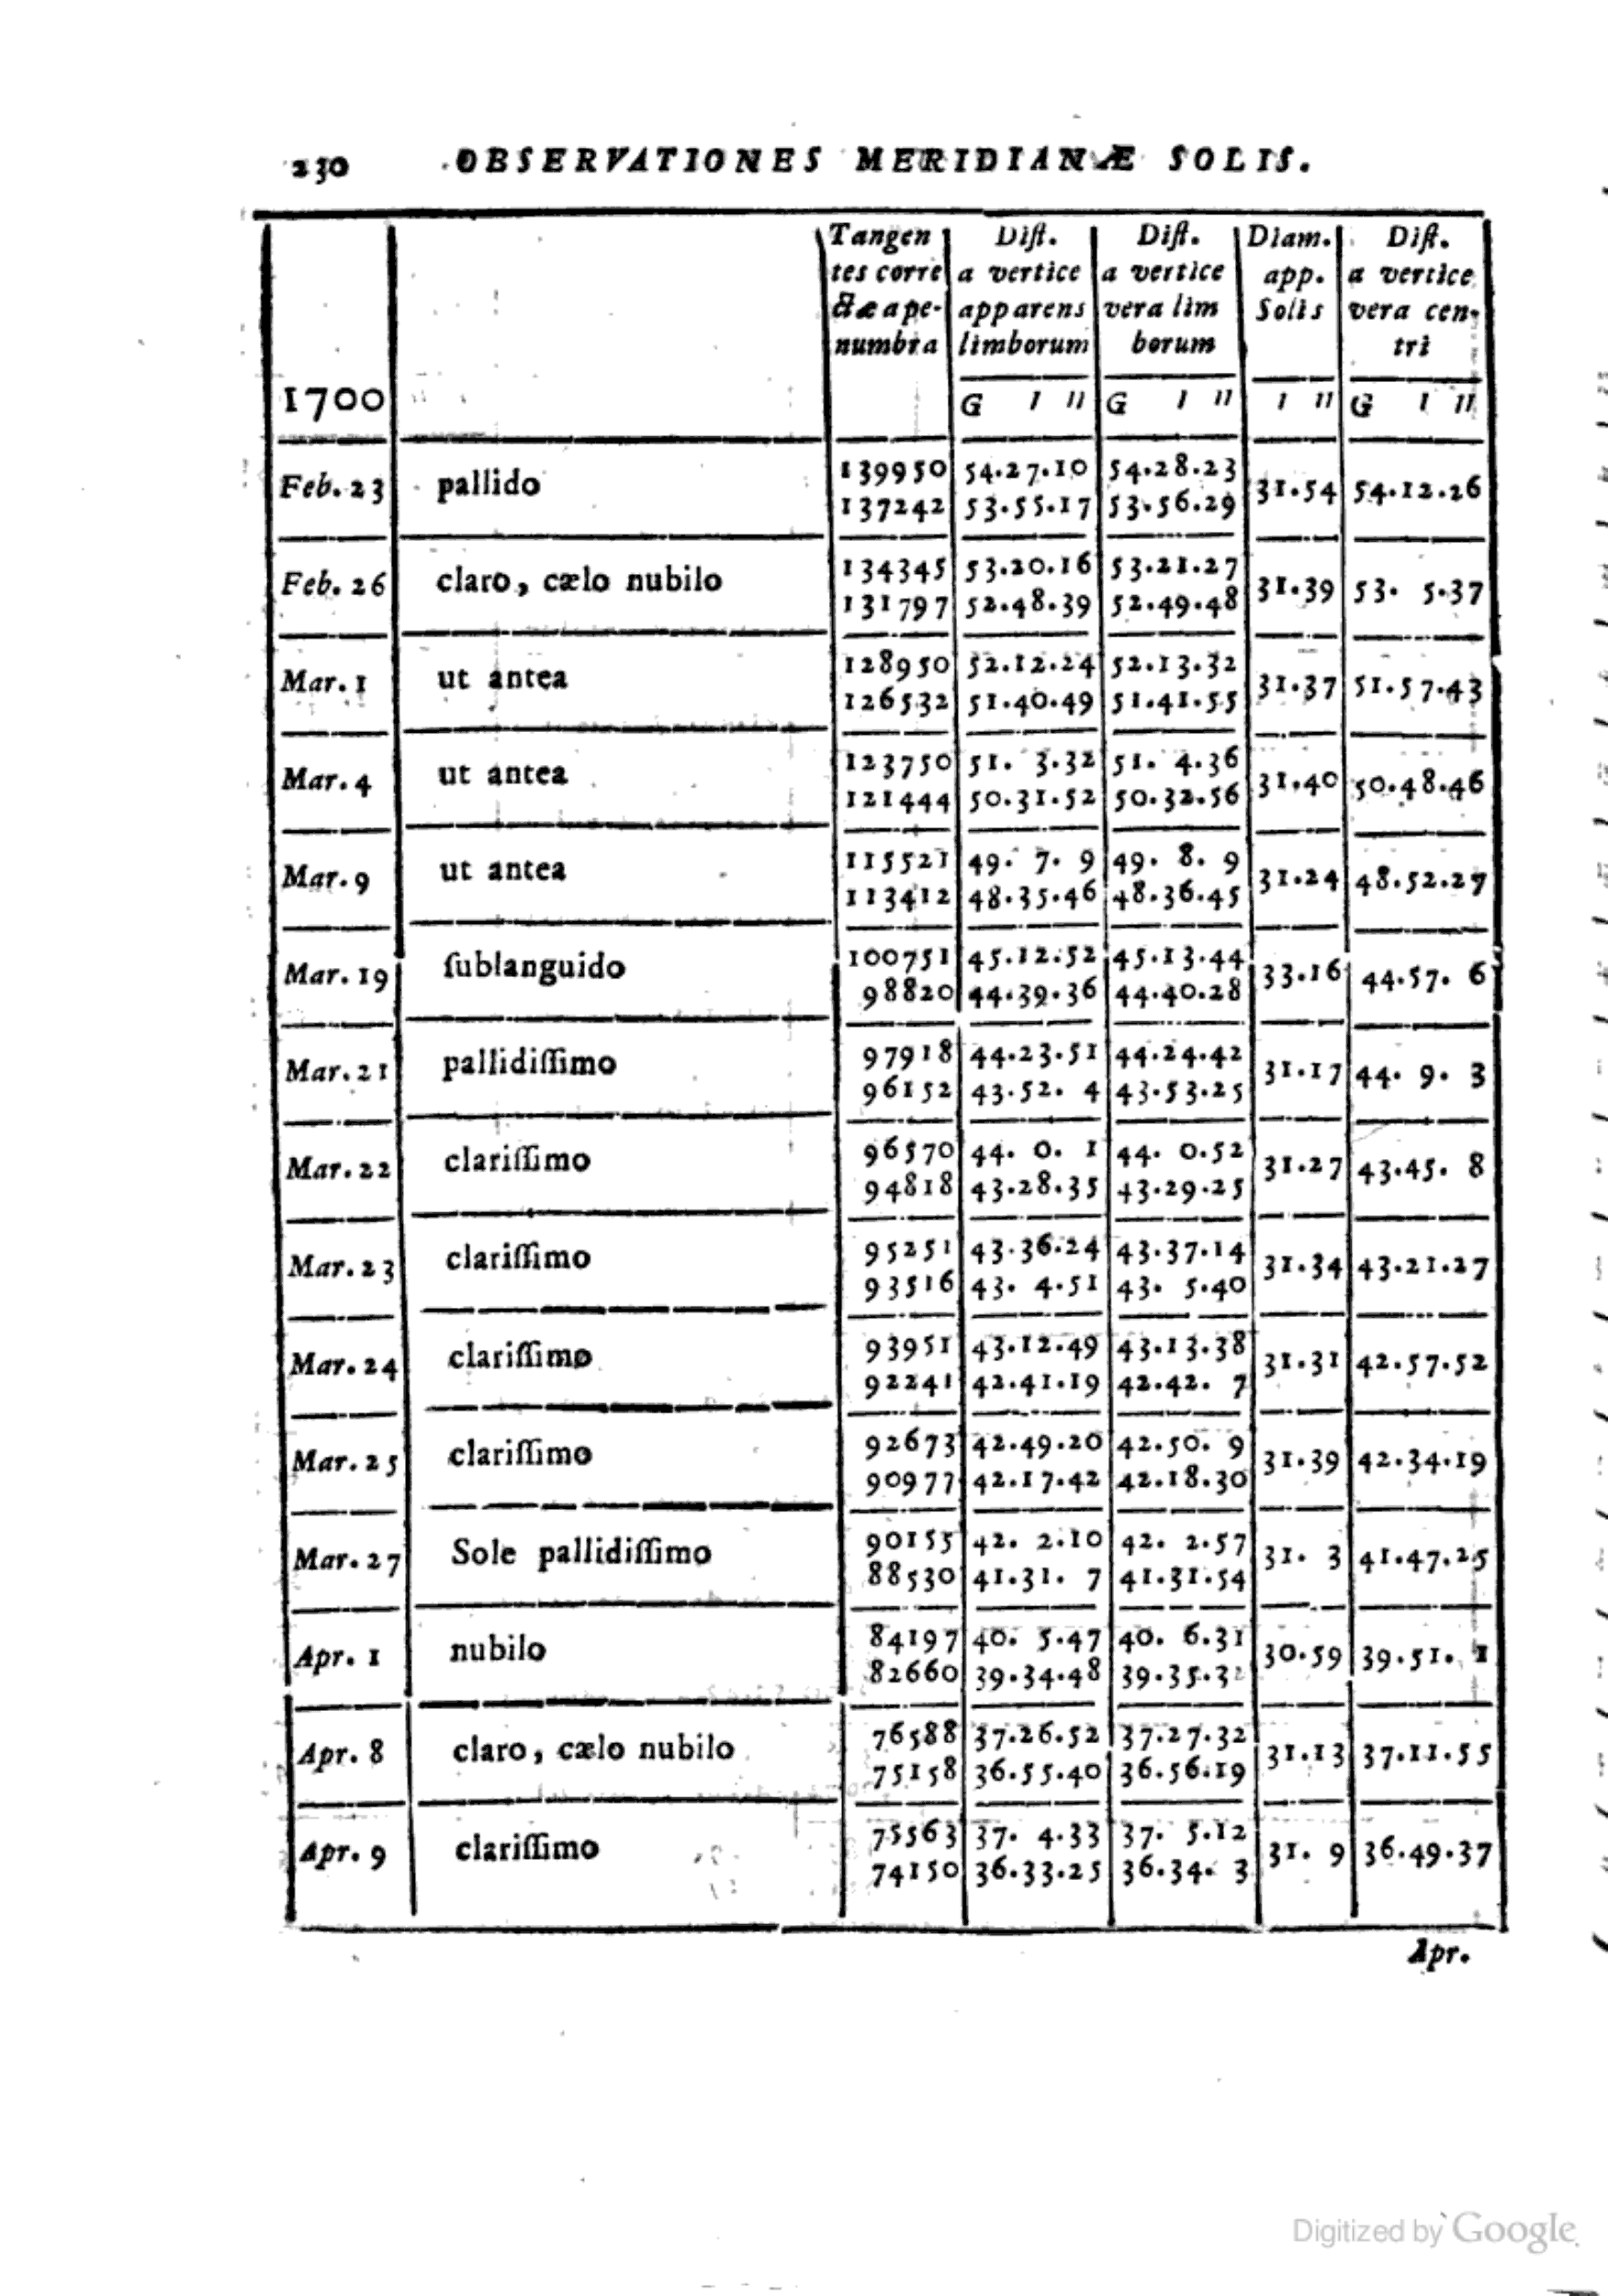 230 OBSERVATIONES MERIDIANÆ SOLIS.
1700
Tangen
tes corre
ctæ a pe-
numbra
Dist.
a vertice
apparens
limborum
G I II
Dist.
a vertice
vera lim
borum
G I II
Diam.
app.
Solis
I II
Dist.
a vertice
vera cen-
tri
G I II
Feb. 23 pallido 139950 54.27.10 54.28.23 31.54 54.12.26
137242 53.55.17 53.56.29
Feb. 26 claro, cælo nubilo 134345 53.20.16 53.21.27 31.39 53. 5.37
131797 52.48.39 52.49.48
Mar. 1 ut antea 128950 52.12.24 52.13.32 31.37 51.57.43
126532 51.40.49 51.41.55
Mar. 4 ut antea 123750 51. 3.32 51. 4.36 31.40 50.48.46
121444 50.31.52 50.32.56
Mar. 9 ut antea 115521 49. 7. 9 49. 8. 9 31.24 48.52.27
113412 48.35.46 48.36.45
Mar. 19 ſublanguido 100751 45.12.52 45.13.44 33.16 44.57. 6
98820 44.39.36 44.40.28
Mar. 21 pallidiſſimo 97918 44.23.51 44.24.42 31.17 44. 9. 3
96152 43.52. 4 43.53.25
Mar. 22 clariſſimo 96570 44. 0. 1 44. 0.52 31.27 43.45. 8
94818 43.28.35 43.29.25
Mar. 23 clariſſimo 95251 43.36.24 43.37.14 31.34 43.21.27
93516 43. 4.51 43. 5.40
Mar. 24 clariſſimo 93951 43.12.49 43.13.38 31.31 42.57.52
92241 42.41.19 42.42. 7
Mar. 25 clariſſimo 92673 42.49.20 42.50. 9 31.39 42.34.19
90977 42.17.42 42.18.30
Mar. 27 Sole pallidiſſimo 90155 42. 2.10 42. 2.57 31. 3 41.47.25
88530 41.31. 7 41.31.54
Apr. 1 nubilo 84197 40. 5.47 40. 6.31 30.59 39.51. 1
82660 39.34.48
Apr. 8 claro, cælo nubilo 76588 37.26.52 37.27.32 31.13 37.11.55
75158 36.55.40 36.56.19
Apr. 9 clariſſimo 75563 37. 4.33 37. 5.12 31. 9 36.49.37
74150 36.33.25 36.34. 3
Apr.
Digitized by Google